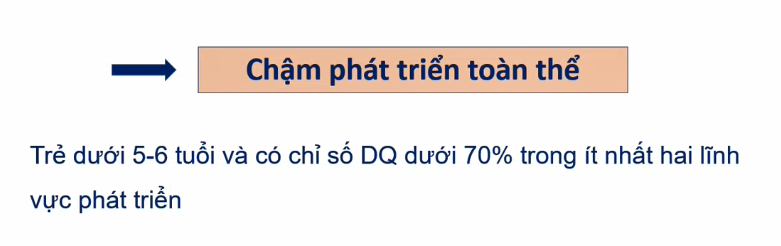 Chậm phát triển toàn thể
Trẻ dưới 5-6 tuổi và có chỉ số DQ dưới 70% trong ít nhất hai lĩnh
vực phát triển